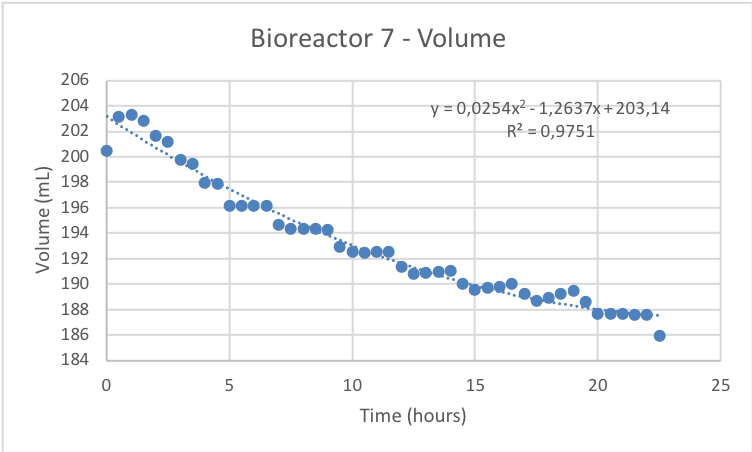 Bioreactor 7 - Volume
y = 0,0254x² - 1,2637x + 203,14
R² = 0,9751
Volume (mL)
206
204
202
200
198
196
194
192
190
188
186
184
0 5 10 15 20 25
Time (hours)